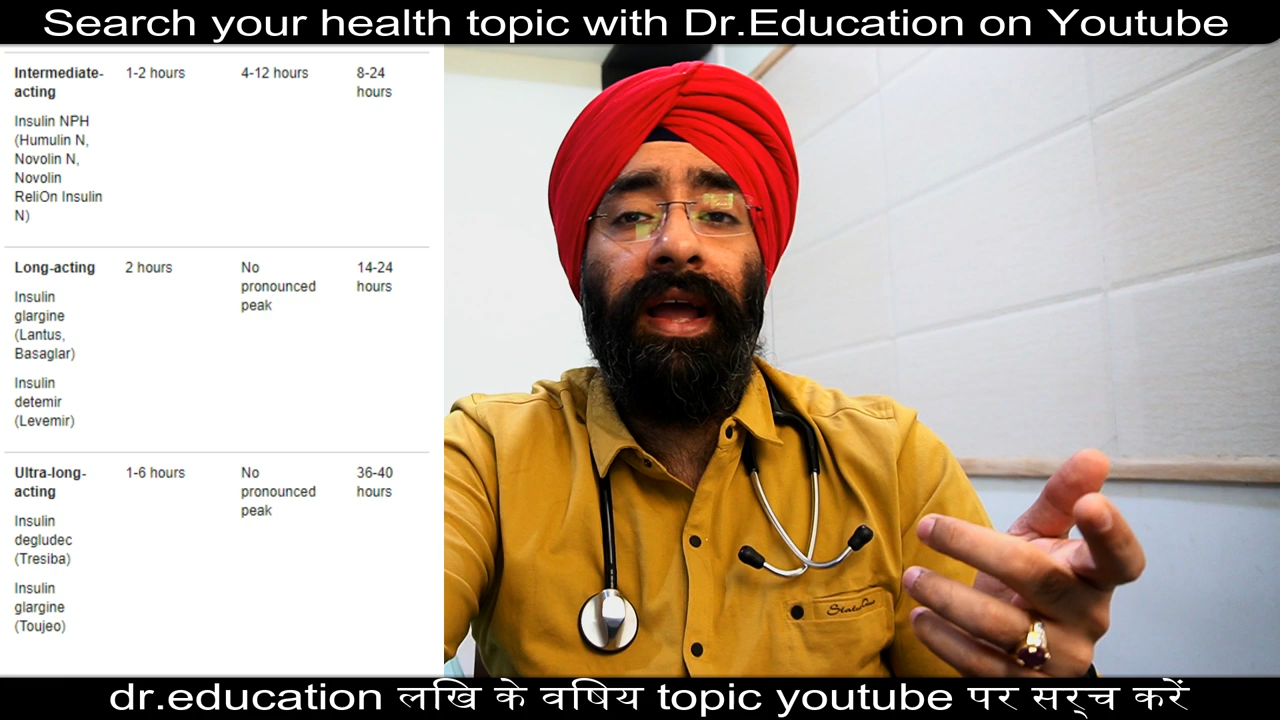 Search your health topic with Dr.Education on Youtube
Intermediate-acting 1-2 hours 4-12 hours 8-24 hours
Insulin NPH
(Humulin N,
Novolin N,
Novolin
ReliOn Insulin
N)
Long-acting 2 hours No pronounced peak 14-24 hours
Insulin
glargine
(Lantus,
Basaglar)
Insulin
detemir
(Levemir)
Ultra-long-acting 1-6 hours No pronounced peak 36-40 hours
Insulin
degludec
(Tresiba)
Insulin
glargine
(Toujeo)
dr.education लखि के वषिय topic youtube पर सर्च करें